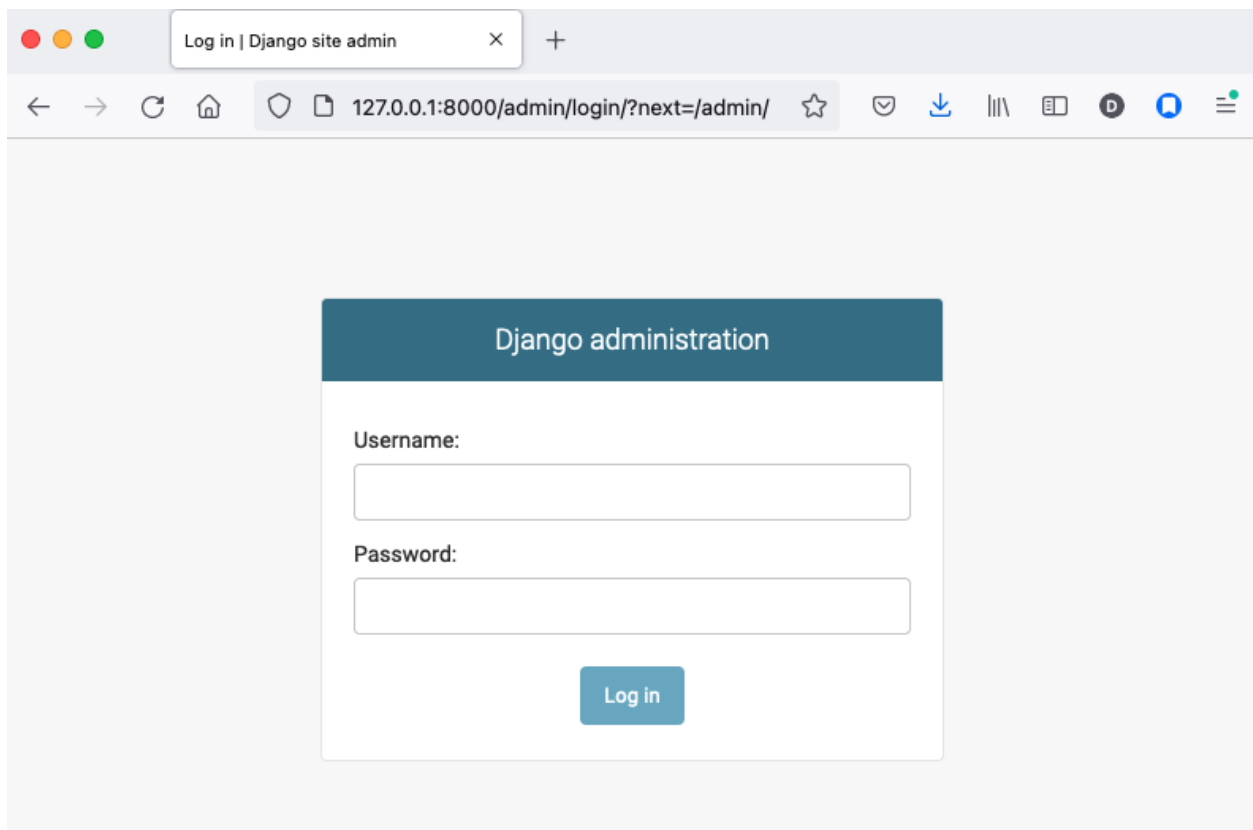 Log in | Django site admin
127.0.0.1:8000/admin/login/?next=/admin/
D
Django administration
Username:
Password:
Log in